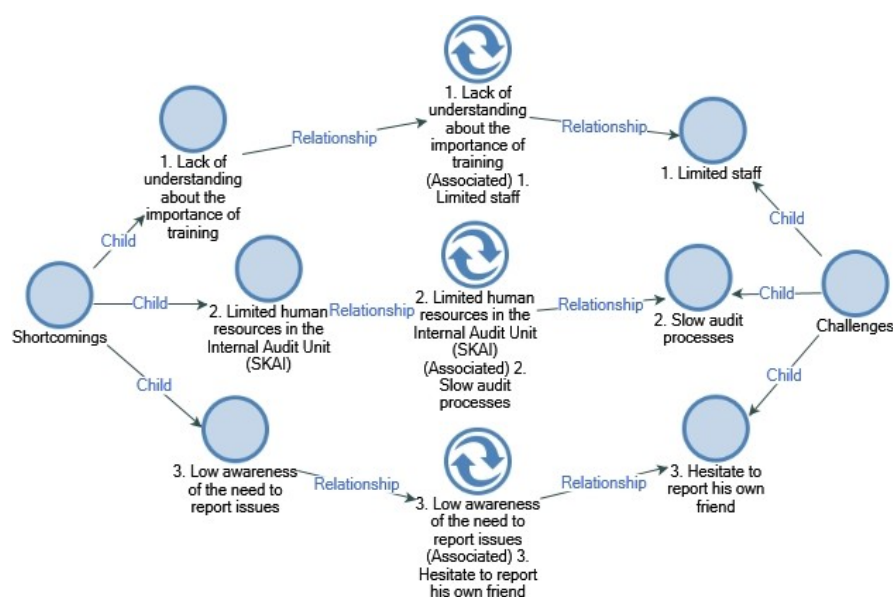 1. Lack of
understanding
about the
importance of
training
(Associated) 1.
Limited staff
1. Lack of
understanding
about the
importance of
training
Relationship
Relationship
1. Limited staff
Child
Child
Shortcomings
Child
2. Limited human
resources in the
Internal Audit Unit
(SKAI)
Relationship
2. Limited human
resources in the
Internal Audit Unit
(SKAI)
(Associated) 2.
Slow audit
processes
Relationship
2. Slow audit
processes
Child
Challenges
Child
Child
3. Low awareness
of the need to
report issues
Relationship
3. Low awareness
of the need to
report issues
(Associated) 3.
Hesitate to report
his own friend
Relationship
3. Hesitate to
report his own
friend